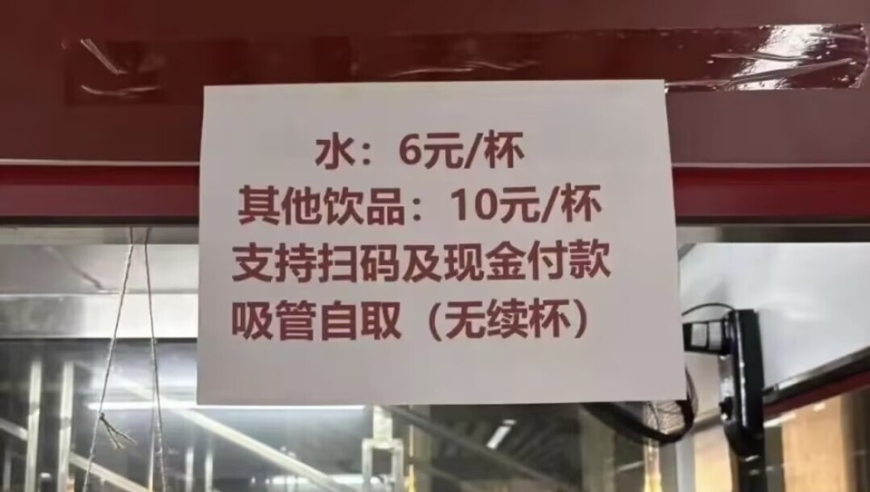 水：6元/杯
其他饮品：10元/杯
支持扫码及现金付款
吸管自取（无续杯）